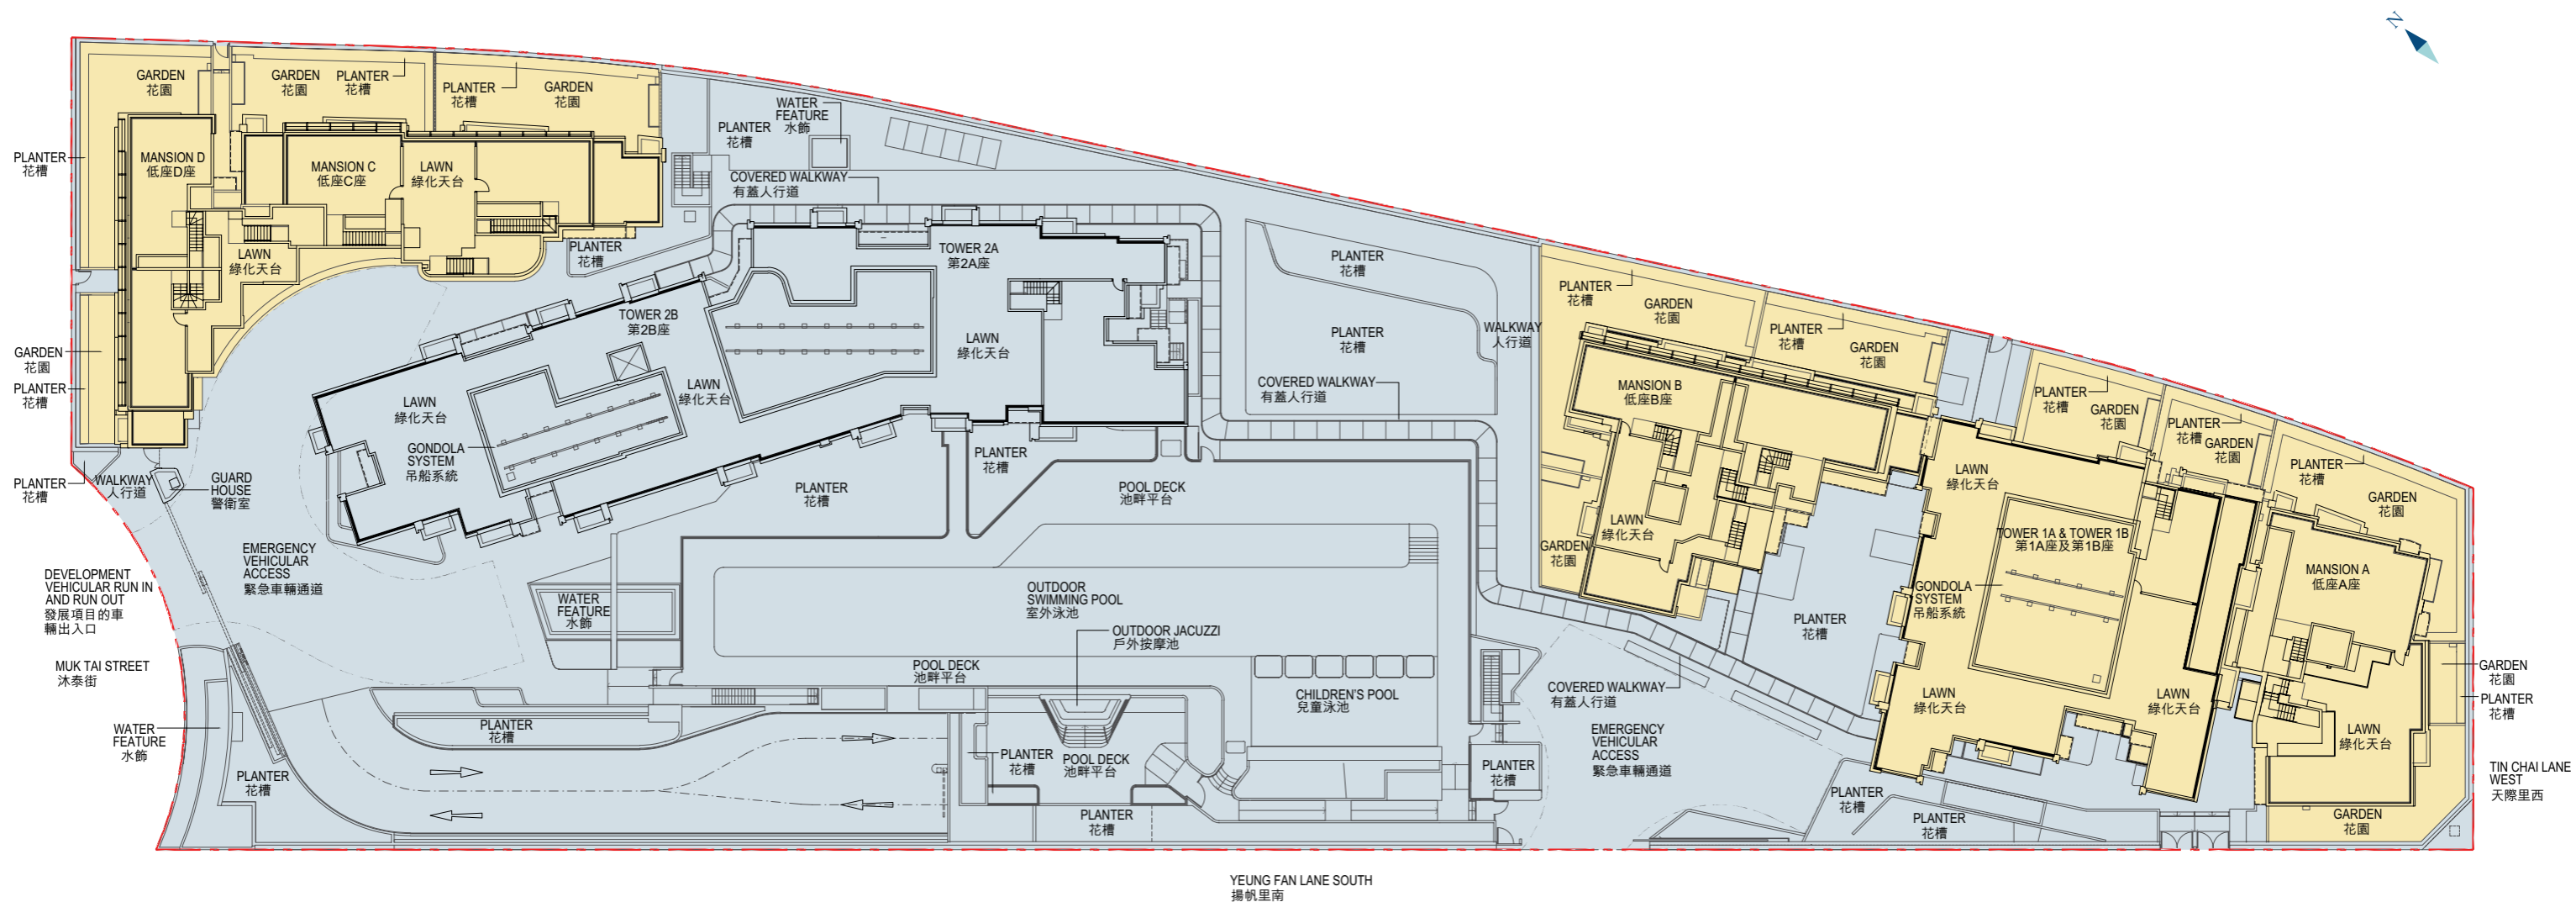 N
GARDEN
花園
GARDEN
花園
PLANTER
花槽
PLANTER
花槽
GARDEN
花園
PLANTER
花槽
MANSION D
低座D座
MANSION C
低座C座
LAWN
綠化天台
LAWN
綠化天台
PLANTER
花槽
PLANTER
花槽
WATER
FEATURE
水飾
COVERED WALKWAY
有蓋人行道
TOWER 2A
第2A座
TOWER 2B
第2B座
LAWN
綠化天台
LAWN
綠化天台
LAWN
綠化天台
GONDOLA
SYSTEM
吊船系統
GARDEN
花園
PLANTER
花槽
PLANTER
花槽
WALKWAY
人行道
GUARD
HOUSE
警衛室
EMERGENCY
VEHICULAR
ACCESS
緊急車輛通道
DEVELOPMENT
VEHICULAR RUN IN
AND RUN OUT
發展項目的車
輛出入口
MUK TAI STREET
沐泰街
WATER
FEATURE
水飾
PLANTER
花槽
PLANTER
花槽
WATER
FEATURE
水飾
PLANTER
花槽
PLANTER
花槽
POOL DECK
池畔平台
OUTDOOR
SWIMMING POOL
室外泳池
OUTDOOR JACUZZI
戶外按摩池
POOL DECK
池畔平台
CHILDREN'S POOL
兒童泳池
PLANTER
花槽
POOL DECK
池畔平台
PLANTER
花槽
PLANTER
花槽
PLANTER
花槽
PLANTER
花槽
WALKWAY
人行道
COVERED WALKWAY
有蓋人行道
PLANTER
花槽
GARDEN
花園
PLANTER
花槽
GARDEN
花園
MANSION B
低座B座
LAWN
綠化天台
GARDEN
花園
PLANTER
花槽
GARDEN
花園
PLANTER
花槽
GARDEN
花園
PLANTER
花槽
GARDEN
花園
LAWN
綠化天台
TOWER 1A & TOWER 1B
第1A座及第1B座
GONDOLA
SYSTEM
吊船系統
MANSION A
低座A座
PLANTER
花槽
COVERED WALKWAY
有蓋人行道
EMERGENCY
VEHICULAR
ACCESS
緊急車輛通道
LAWN
綠化天台
LAWN
綠化天台
LAWN
綠化天台
GARDEN
花園
PLANTER
花槽
PLANTER
花槽
PLANTER
花槽
GARDEN
花園
TIN CHAI LANE
WEST
天際里西
YEUNG FAN LANE SOUTH
揚帆里南